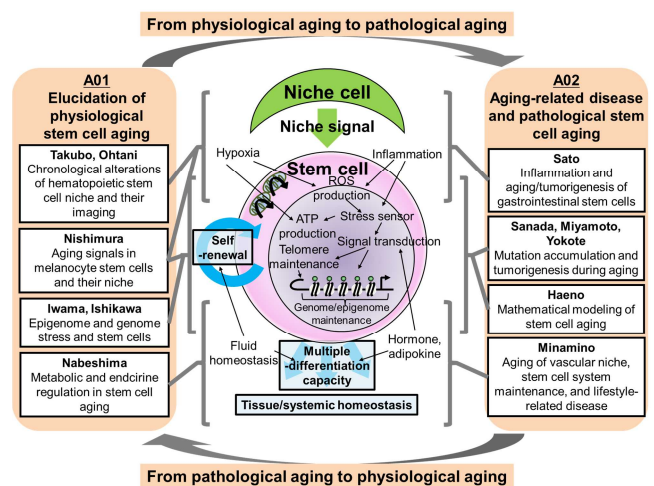 From physiological aging to pathological aging
A01
Elucidation of
physiological
stem cell aging
Takubo, Ohtani
Chronological alterations
of hematopoietic stem
cell niche and their
imaging
Nishimura
Aging signals in
melanocyte stem cells
and their niche
Iwama, Ishikawa
Epigenome and genome
stress and stem cells
Nabeshima
Metabolic and endcirine
regulation in stem cell
aging
Niche cell
Niche signal
Hypoxia
Inflammation
Stem cell
ROS
production
ATP
production
Stress sensor
Self
-renewal
Telomere
maintenance
Signal transduction
Genome/epigenome
maintenance
Fluid
homeostasis
Hormone,
adipokine
Multiple
-differentiation
capacity
Tissue/systemic homeostasis
A02
Aging-related disease
and pathological stem
cell aging
Sato
Inflammation and
aging/tumorigenesis of
gastrointestinal stem cells
Sanada, Miyamoto,
Yokote
Mutation accumulation and
tumorigenesis during aging
Haeno
Mathematical modeling of
stem cell aging
Minamino
Aging of vascular niche,
stem cell system
maintenance, and lifestyle-
related disease
From pathological aging to physiological aging